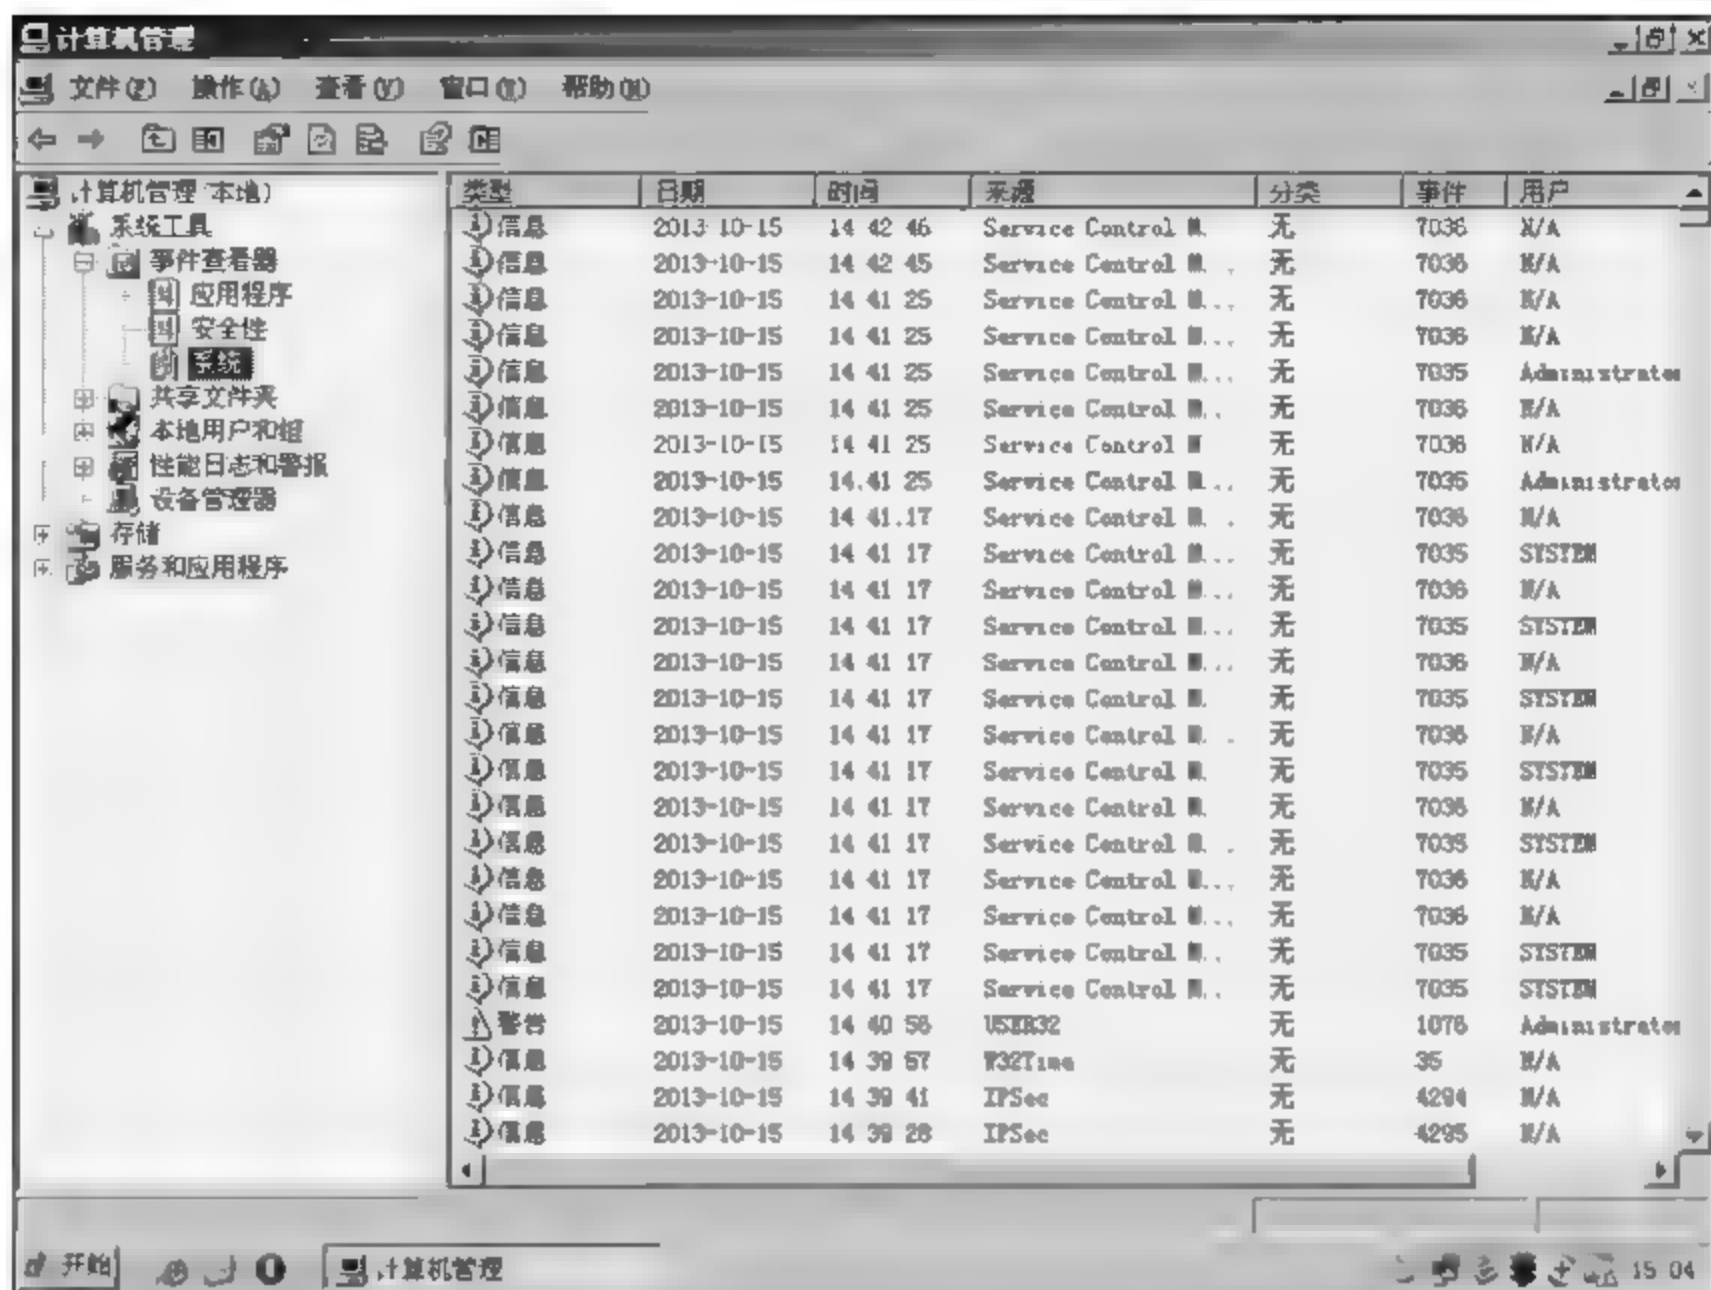 计算机管理
文件(F) 操作(A) 查看(V) 窗口(W) 帮助(H)
计算机管理(本地)
系统工具
事件查看器
应用程序
安全性
系统
共享文件夹
本地用户和组
性能日志和警报
设备管理器
存储
服务和应用程序
类型 日期 时间 来源 分类 事件 用户
信息 2013-10-15 14 42 46 Service Control M. 无 7036 N/A
信息 2013-10-15 14 42 45 Service Control M... 无 7036 N/A
信息 2013-10-15 14 41 25 Service Control M... 无 7036 N/A
信息 2013-10-15 14 41 25 Service Control M... 无 7036 N/A
信息 2013-10-15 14 41 25 Service Control M... 无 7035 Administrator
信息 2013-10-15 14 41 25 Service Control M... 无 7036 N/A
信息 2013-10-15 14 41 25 Service Control M 无 7036 N/A
信息 2013-10-15 14.41 25 Service Control M... 无 7035 Administrator
信息 2013-10-15 14 41.17 Service Control M... 无 7036 N/A
信息 2013-10-15 14 41 17 Service Control M... 无 7035 SYSTEM
信息 2013-10-15 14 41 17 Service Control M... 无 7036 N/A
信息 2013-10-15 14 41 17 Service Control M... 无 7035 SYSTEM
信息 2013-10-15 14 41 17 Service Control M... 无 7036 N/A
信息 2013-10-15 14 41 17 Service Control M. 无 7035 SYSTEM
信息 2013-10-15 14 41 17 Service Control M... 无 7036 N/A
信息 2013-10-15 14 41 17 Service Control M. 无 7035 SYSTEM
信息 2013-10-15 14 41 17 Service Control M. 无 7036 N/A
信息 2013-10-15 14 41 17 Service Control M... 无 7035 SYSTEM
信息 2013-10-15 14 41 17 Service Control M... 无 7036 N/A
信息 2013-10-15 14 41 17 Service Control M... 无 7036 N/A
信息 2013-10-15 14 41 17 Service Control M... 无 7035 SYSTEM
信息 2013-10-15 14 41 17 Service Control M... 无 7035 SYSTEM
警告 2013-10-15 14 40 56 USER32 无 1076 Administrator
信息 2013-10-15 14 39 57 W32Time 无 35 N/A
信息 2013-10-15 14 39 41 IPSec 无 4294 N/A
信息 2013-10-15 14 39 28 IPSec 无 4295 N/A
开始 计算机管理 15 04